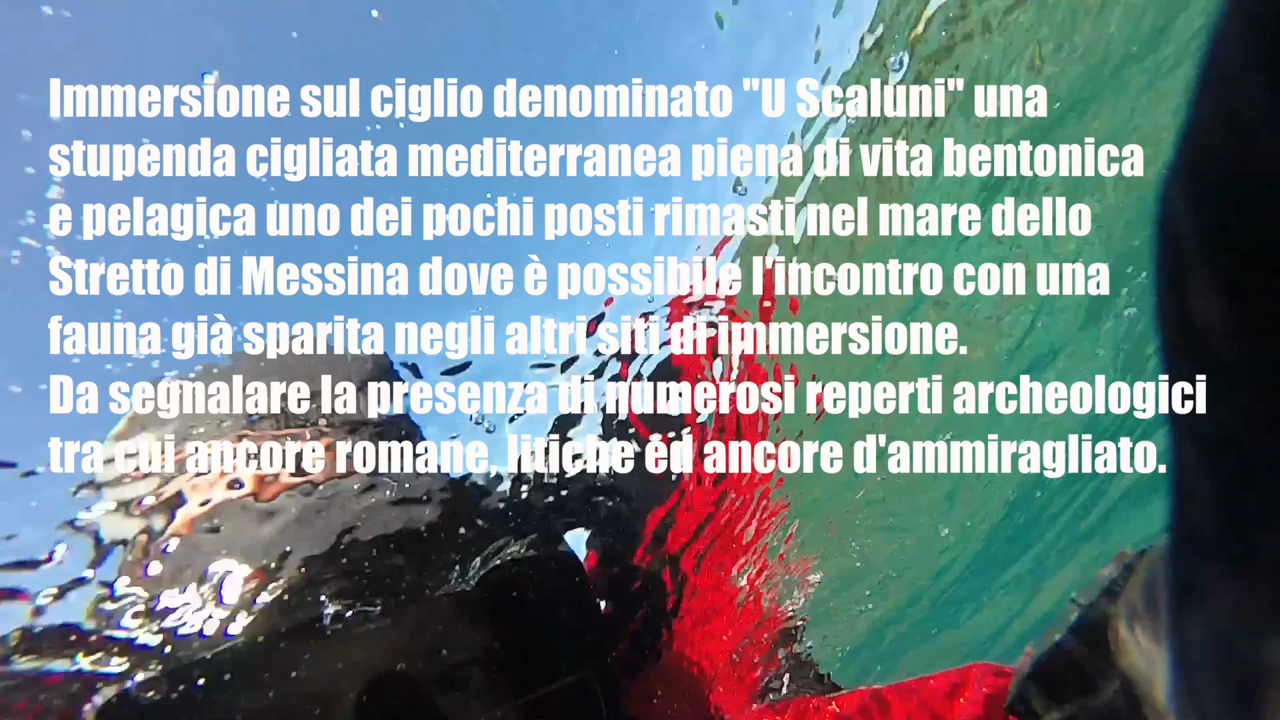 Immersione sul ciglio denominato "U Scaluni" una
stupenda cigliata mediterranea piena di vita bentonica
e pelagica uno dei pochi posti rimasti nel mare dello
Stretto di Messina dove è possibile l'incontro con una
fauna già sparita negli altri siti di immersione.
Da segnalare la presenza di numerosi reperti archeologici
tra cui ancore romane, litiche ed ancore d'ammiragliato.